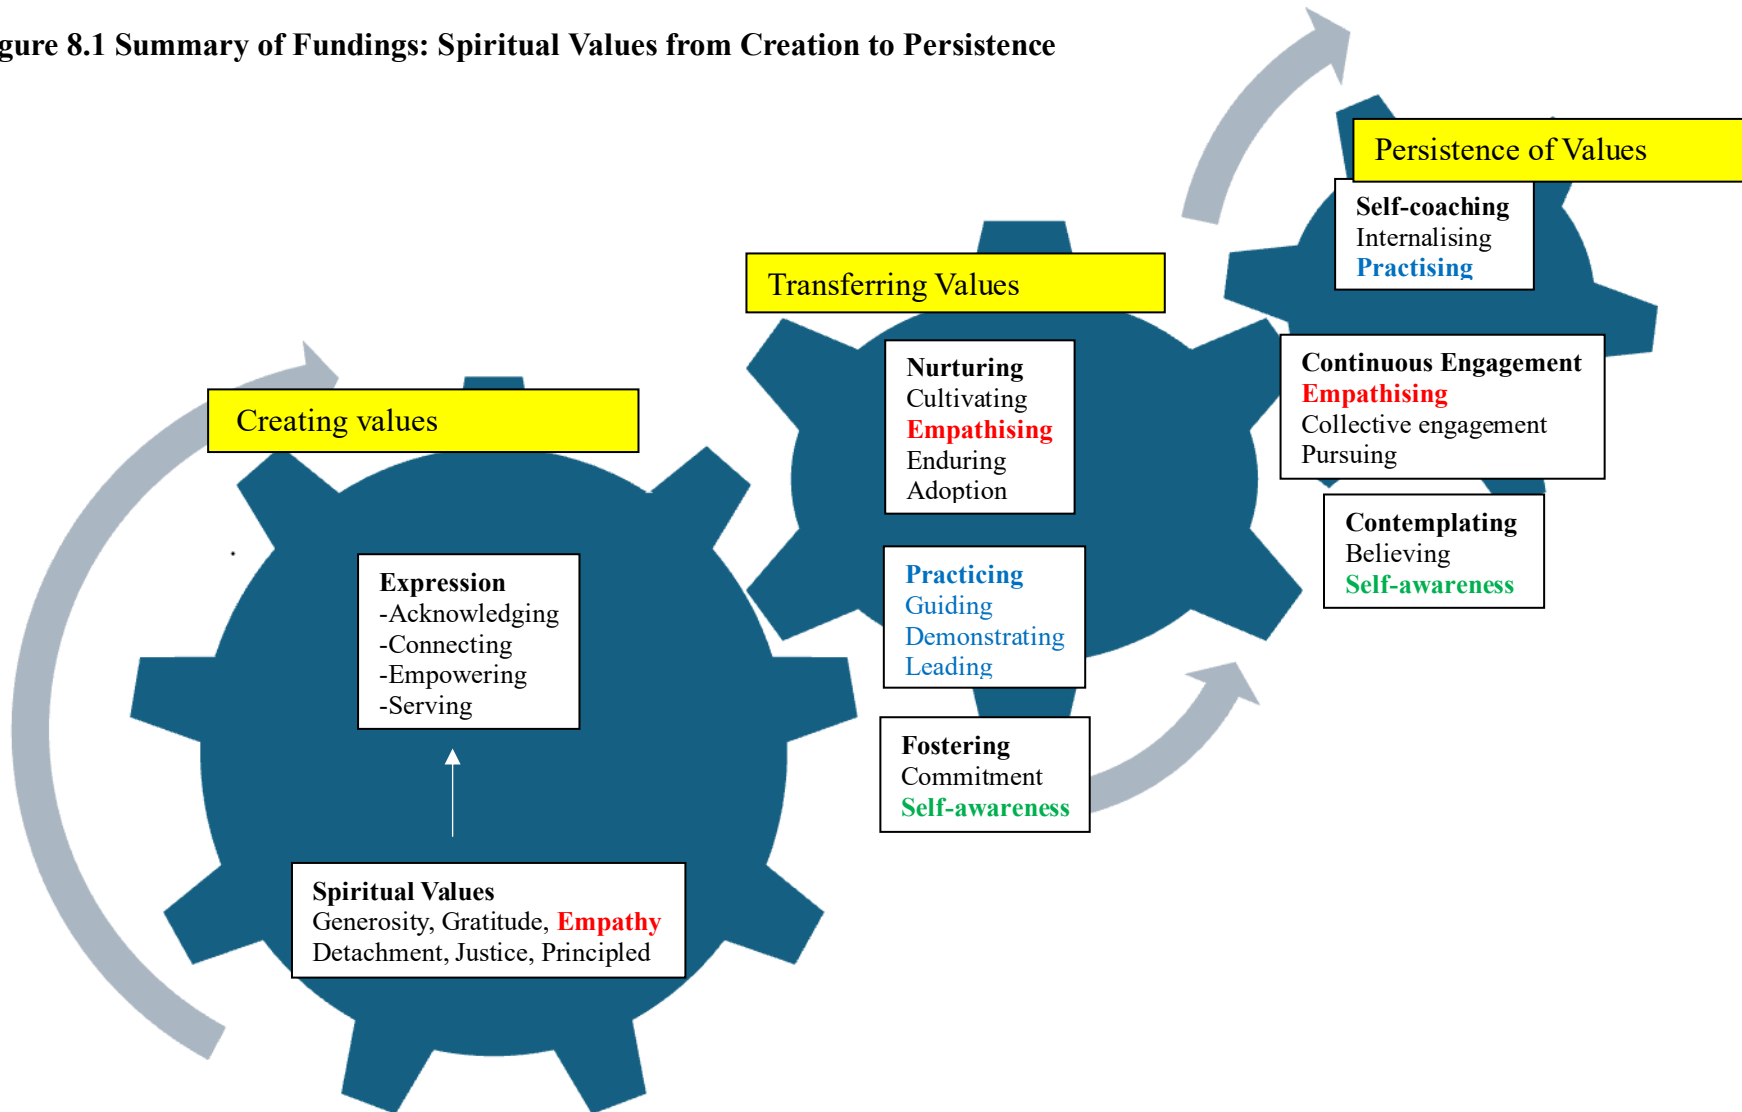 gure 8.1 Summary of Fundings: Spiritual Values from Creation to Persistence
Creating values
Expression
-Acknowledging
-Connecting
-Empowering
-Serving
Spiritual Values
Generosity, Gratitude, Empathy
Detachment, Justice, Principled
Transferring Values
Nurturing
Cultivating
Empathising
Enduring
Adoption
Practicing
Guiding
Demonstrating
Leading
Fostering
Commitment
Self-awareness
Persistence of Values
Self-coaching
Internalising
Practising
Continuous Engagement
Empathising
Collective engagement
Pursuing
Contemplating
Believing
Self-awareness